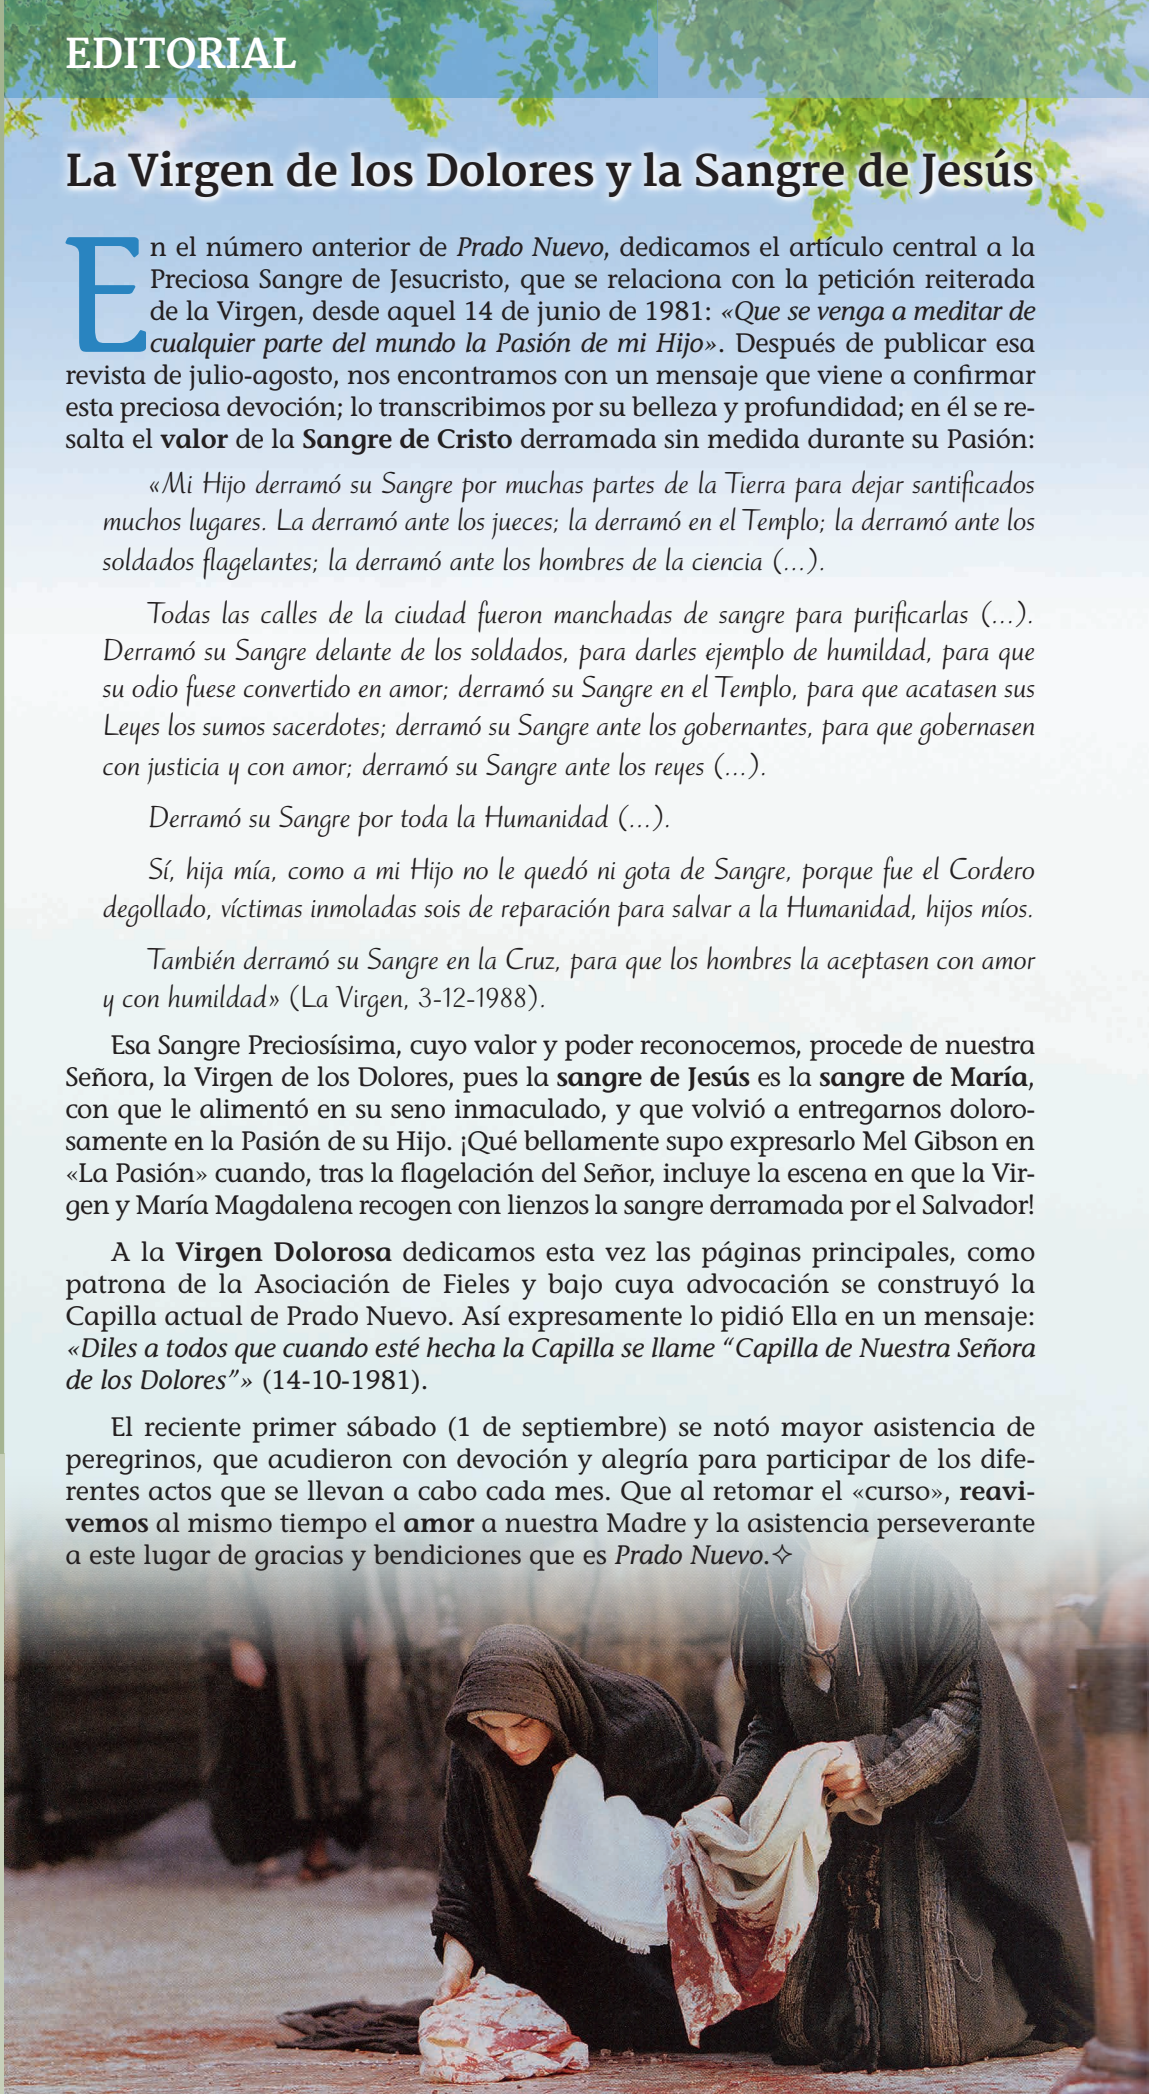 EDITORIAL
La Virgen de los Dolores y la Sangre de Jesús
En el número anterior de Prado Nuevo, dedicamos el artículo central a la
Preciosa Sangre de Jesucristo, que se relaciona con la petición reiterada
de la Virgen, desde aquel 14 de junio de 1981: «Que se venga a meditar de
cualquier parte del mundo la Pasión de mi Hijo». Después de publicar esa
revista de julio-agosto, nos encontramos con un mensaje que viene a confirmar
esta preciosa devoción; lo transcribimos por su belleza y profundidad; en él se re-
salta el valor de la Sangre de Cristo derramada sin medida durante su Pasión:
«Mi Hijo derramó su Sangre por muchas partes de la Tierra para dejar santificados
muchos lugares. La derramó ante los jueces; la derramó en el Templo; la derramó ante los
soldados flagelantes; la derramó ante los hombres de la ciencia (...).
Todas las calles de la ciudad fueron manchadas de sangre para purificarlas (...).
Derramó su Sangre delante de los soldados, para darles ejemplo de humildad, para que
su odio fuese convertido en amor; derramó su Sangre en el Templo, para que acatasen sus
Leyes los sumos sacerdotes; derramó su Sangre ante los gobernantes, para que gobernasen
con justicia y con amor; derramó su Sangre ante los reyes (...).
Derramó su Sangre por toda la Humanidad (...).
Sí, hija mía, como a mi Hijo no le quedó ni gota de Sangre, porque fue el Cordero
degollado, víctimas inmoladas sois de reparación para salvar a la Humanidad, hijos míos.
También derramó su Sangre en la Cruz, para que los hombres la aceptasen con amor
y con humildad» (La Virgen, 3-12-1988).
Esa Sangre Preciosísima, cuyo valor y poder reconocemos, procede de nuestra
Señora, la Virgen de los Dolores, pues la sangre de Jesús es la sangre de María,
con que le alimentó en su seno inmaculado, y que volvió a entregarnos doloro-
samente en la Pasión de su Hijo. ¡Qué bellamente supo expresarlo Mel Gibson en
«La Pasión» cuando, tras la flagelación del Señor, incluye la escena en que la Vir-
gen y María Magdalena recogen con lienzos la sangre derramada por el Salvador!
A la Virgen Dolorosa dedicamos esta vez las páginas principales, como
patrona de la Asociación de Fieles y bajo cuya advocación se construyó la
Capilla actual de Prado Nuevo. Así expresamente lo pidió Ella en un mensaje:
«Diles a todos que cuando esté hecha la Capilla se llame “Capilla de Nuestra Señora
de los Dolores”» (14-10-1981).
El reciente primer sábado (1 de septiembre) se notó mayor asistencia de
peregrinos, que acudieron con devoción y alegría para participar de los dife-
rentes actos que se llevan a cabo cada mes. Que al retomar el «curso», reavi-
vemos al mismo tiempo el amor a nuestra Madre y la asistencia perseverante
a este lugar de gracias y bendiciones que es Prado Nuevo.✧